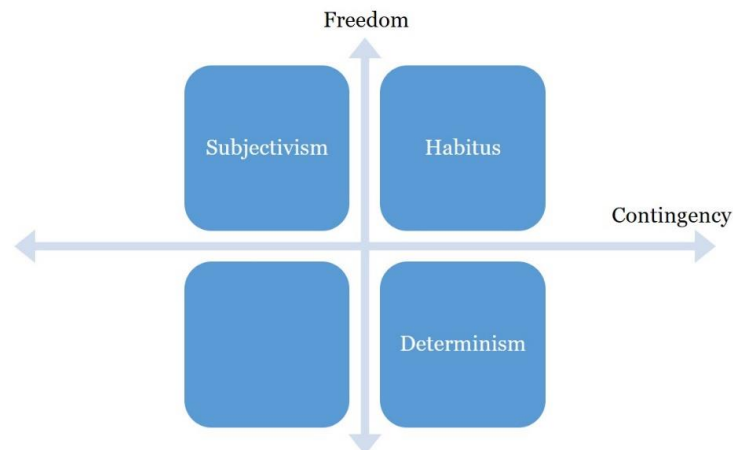 Freedom
Subjectivism
Habitus
Contingency
Determinism